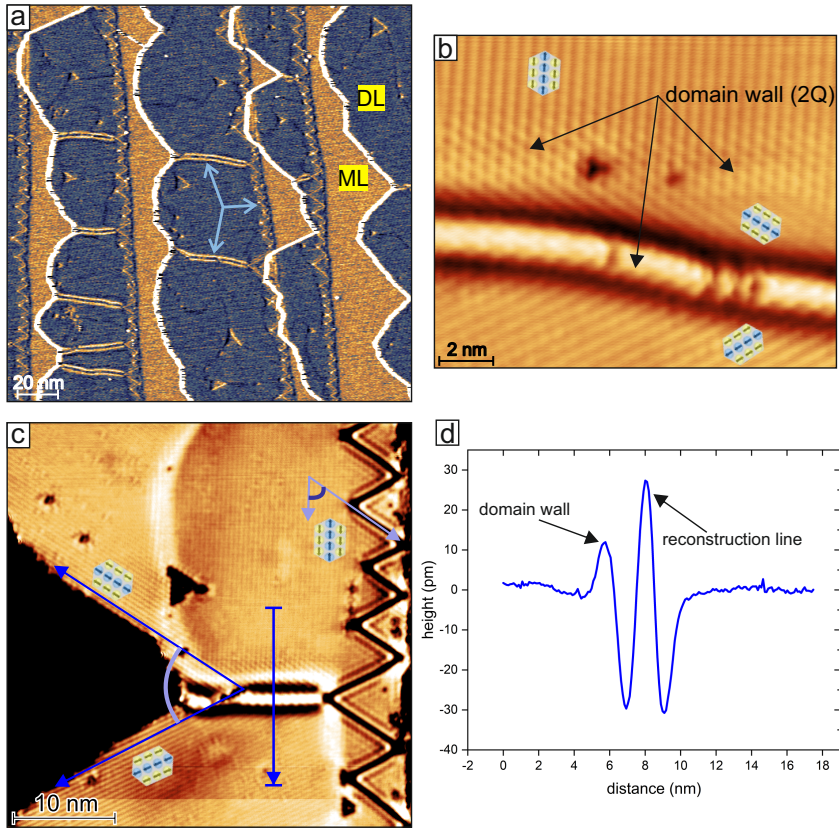 a
DL
ML
20 nm
b
domain wall (2Q)
2 nm
c
10 nm
d
height (pm)
30
20
10
0
-10
-20
-30
-40
domain wall
reconstruction line
-2 0 2 4 6 8 10 12 14 16 18
distance (nm)